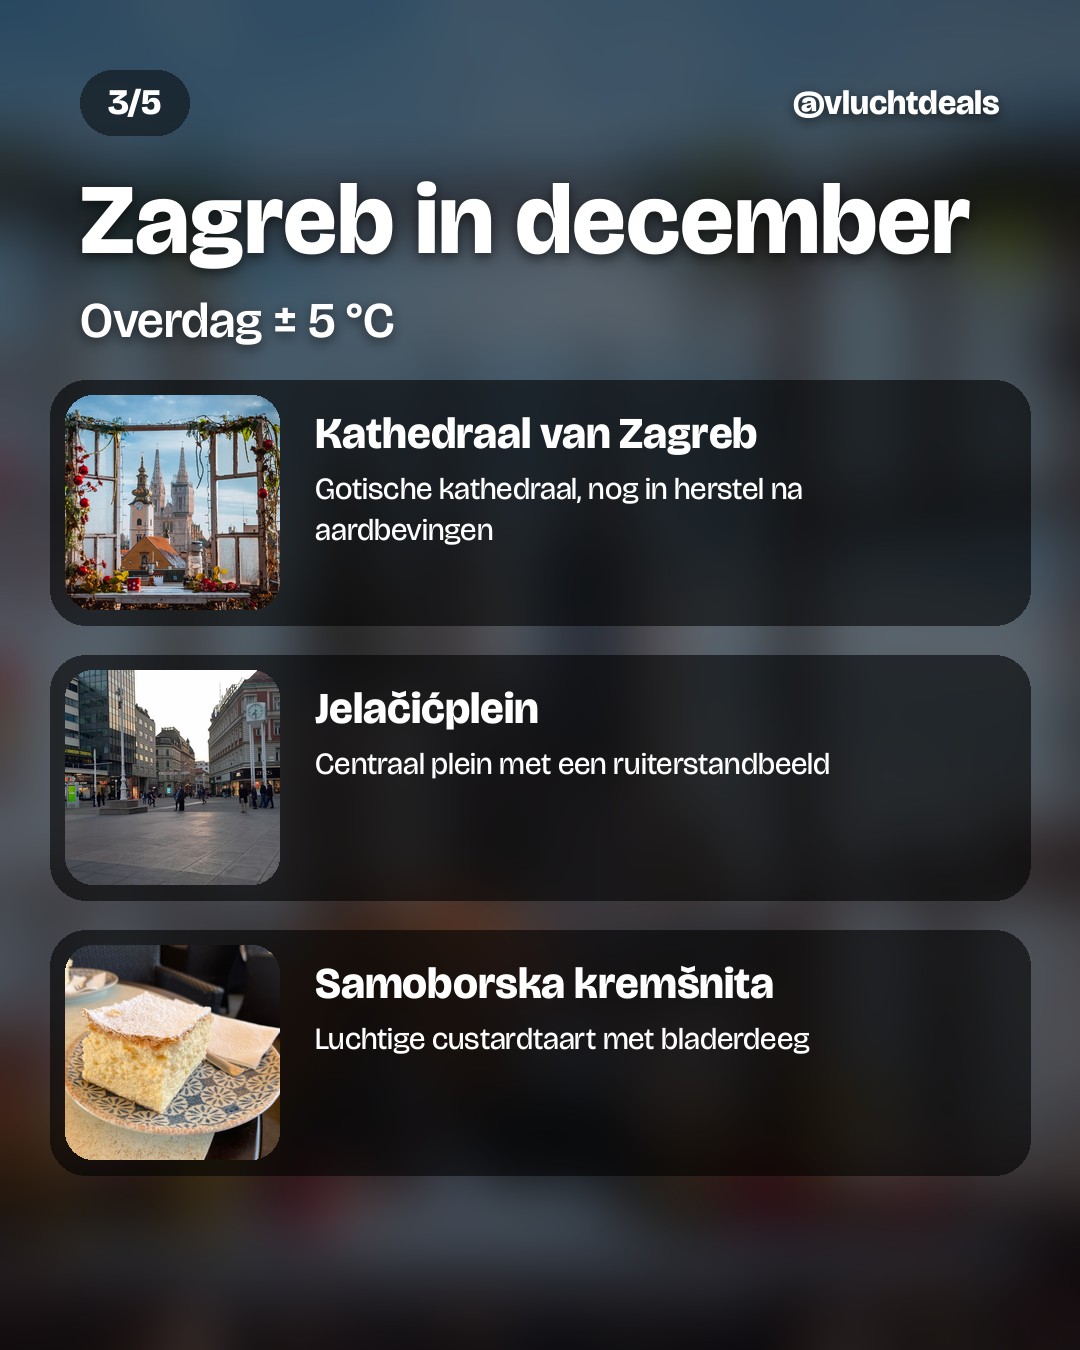 3/5
@vluchtdeals
Zagreb in december
Overdag ± 5 °C
Kathedraal van Zagreb
Gotische kathedraal, nog in herstel na
aardbevingen
Jelačićplein
Centraal plein met een ruiterstandbeeld
Samoborska kremšnita
Luchtige custardtaart met bladerdeeg